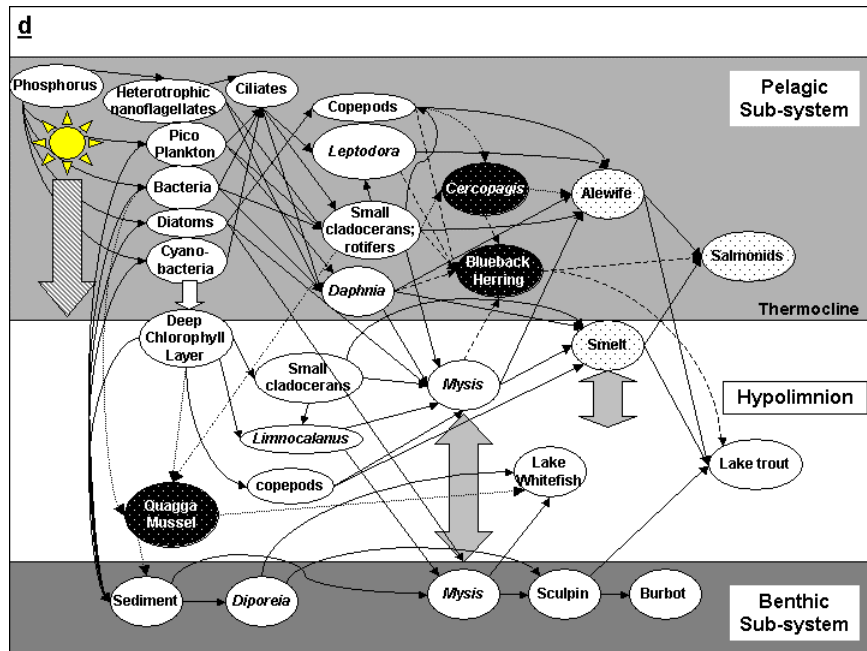 d
Pelagic
Sub-system
Phosphorus
Heterotrophic
nanoflagellates
Ciliates
Copepods
Pico
Plankton
Leptodora
Bacteria
Cercopagis
Alewife
Diatoms
Small
cladocerans;
rotifers
Cyano-
bacteria
Blueback
Herring
Salmonids
Daphnia
Thermocline
Deep
Chlorophyll
Layer
Smelt
Small
cladocerans
Mysis
Hypolimnion
Limnocalanus
Lake
Whitefish
Lake trout
copepods
Quagga
Mussel
Sediment
Diporeia
Mysis
Sculpin
Burbot
Benthic
Sub-system